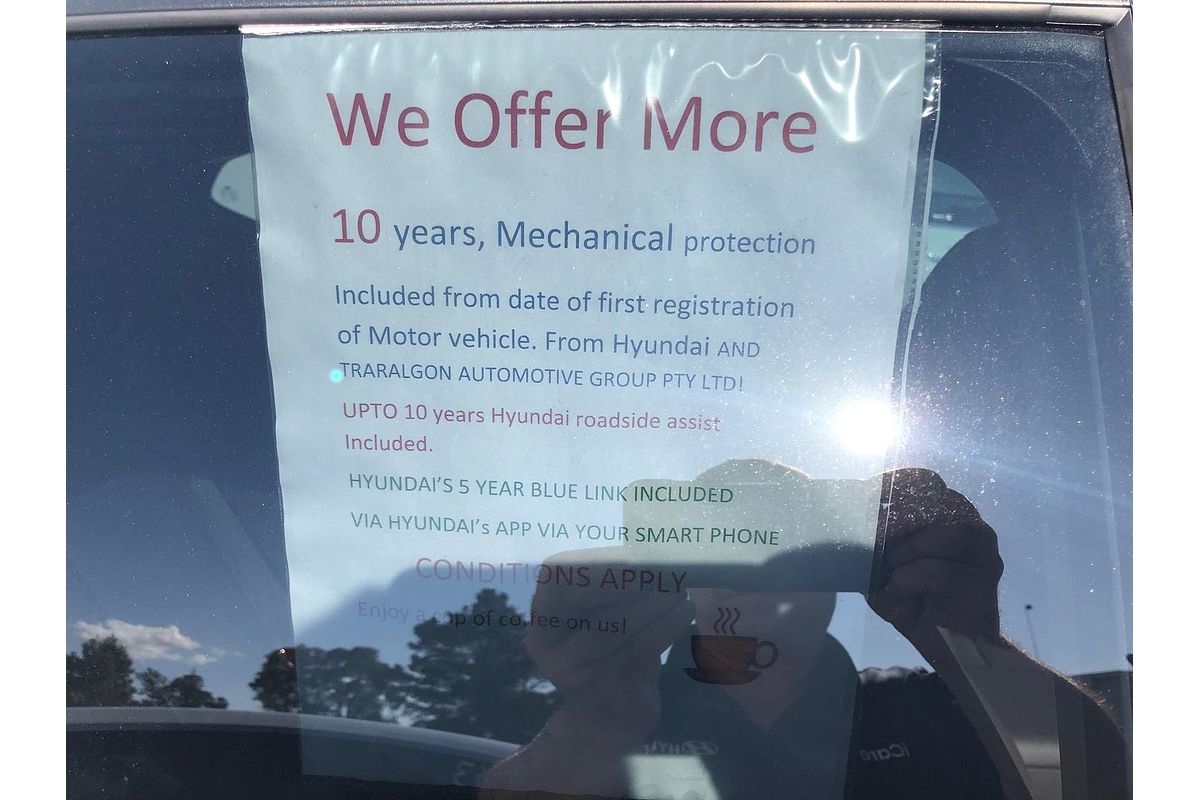 We Offer More
10 years, Mechanical protection
Included from date of first registration
of Motor vehicle. From Hyundai AND
TRARALGON AUTOMOTIVE GROUP PTY LTD!
UPTO 10 years Hyundai roadside assist
Included.
HYUNDAI'S 5 YEAR BLUE LINK INCLUDED
VIA HYUNDAI's APP VIA YOUR SMART PHONE
CONDITIONS APPLY
Enjoy a cup of coffee on us!
iCare